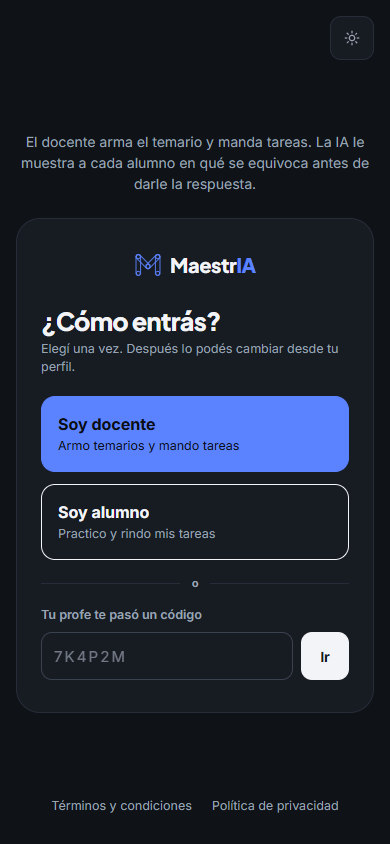 El docente arma el temario y manda tareas. La IA le
muestra a cada alumno en qué se equivoca antes de
darle la respuesta.
MaestrIA
¿Cómo entrás?
Elegí una vez. Después lo podés cambiar desde tu
perfil.
Soy docente
Armo temarios y mando tareas
Soy alumno
Practico y rindo mis tareas
o
Tu profe te pasó un código
7K4P2M
Ir
Términos y condiciones
Política de privacidad